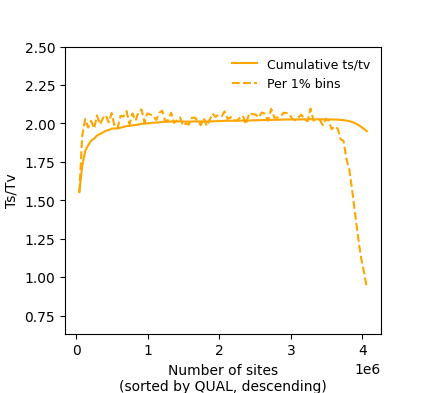 2.50
2.25
2.00
1.75
1.50
1.25
1.00
0.75
Ts/Tv
Cumulative ts/tv
Per 1% bins
0 1 2 3 4
1e6
Number of sites
(sorted by QUAL, descending)